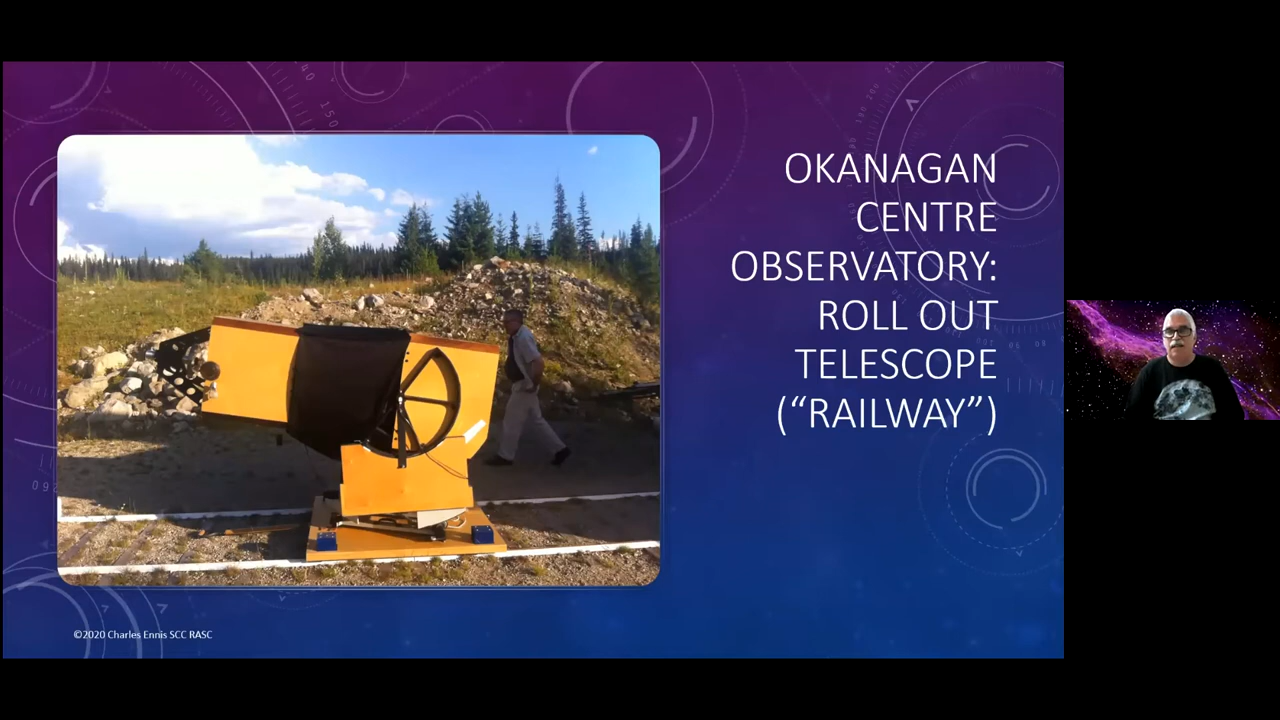 OKANAGAN
CENTRE
OBSERVATORY:
ROLL OUT
TELESCOPE
(“RAILWAY”)
©2020 Charles Ennis SCC RASC